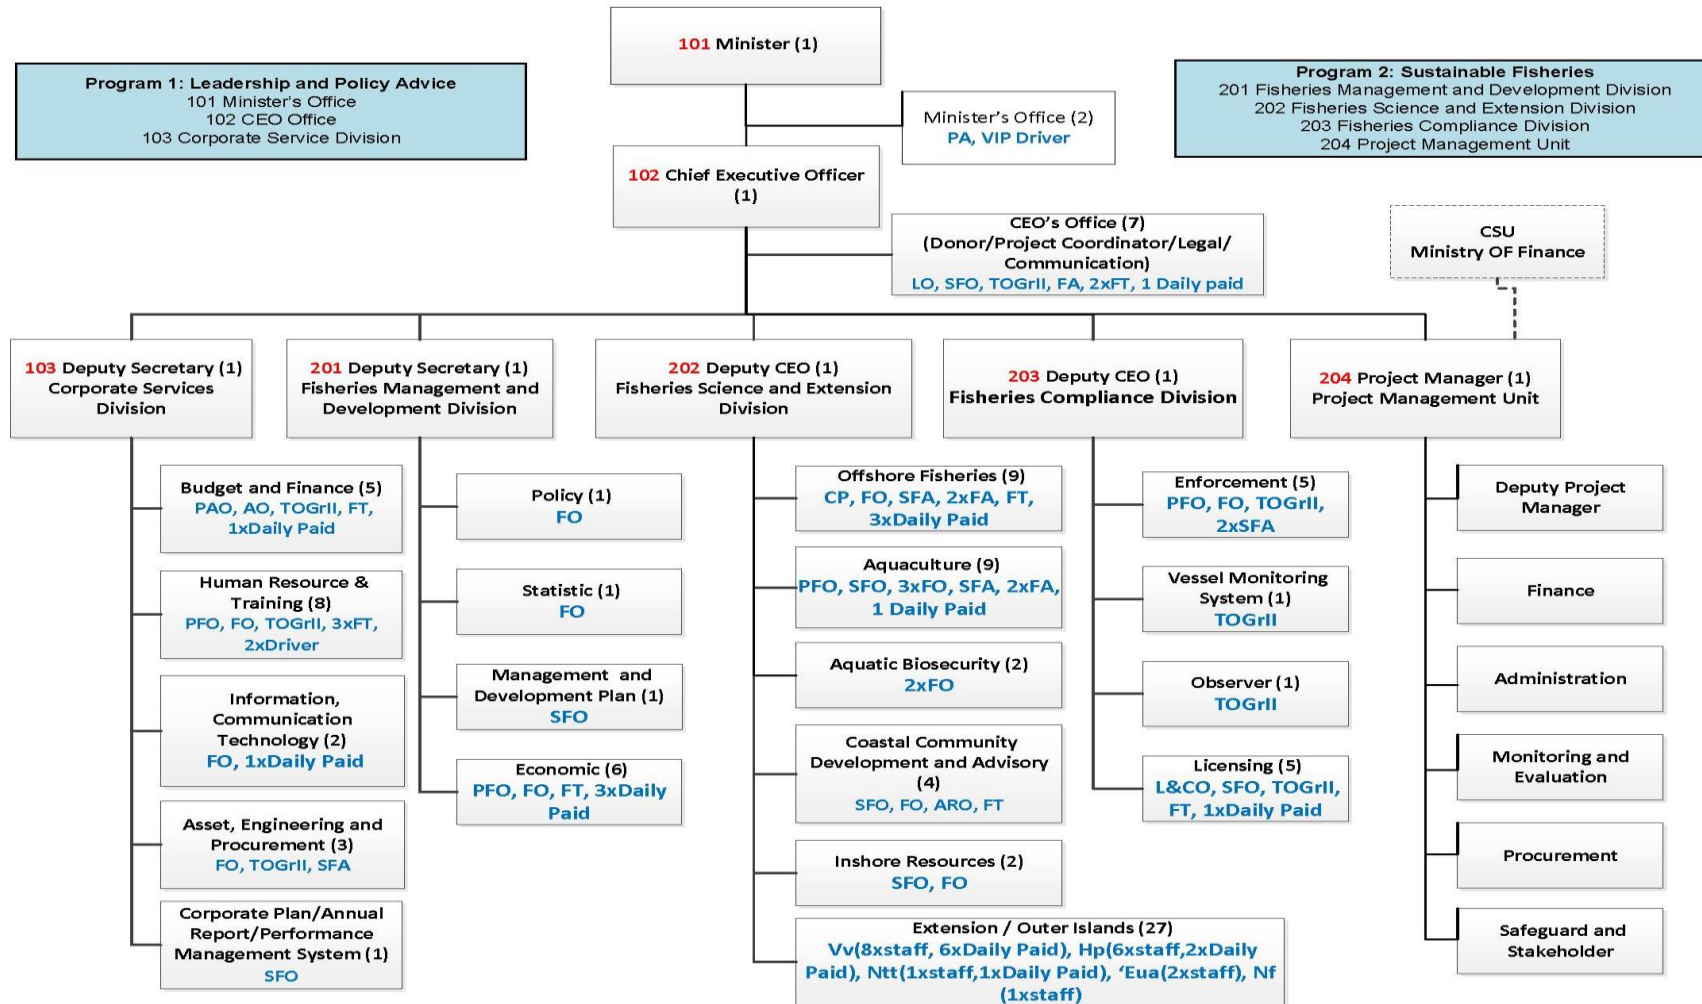 101 Minister (1)
Program 1: Leadership and Policy Advice
101 Minister's Office
102 CEO Office
103 Corporate Service Division
Program 2: Sustainable Fisheries
201 Fisheries Management and Development Division
202 Fisheries Science and Extension Division
203 Fisheries Compliance Division
204 Project Management Unit
Minister's Office (2)
PA, VIP Driver
102 Chief Executive Officer
(1)
CEO's Office (7)
(Donor/Project Coordinator/Legal/
Communication)
LO, SFO, TOGrII, FA, 2xFT, 1 Daily paid
CSU
Ministry OF Finance
103 Deputy Secretary (1)
Corporate Services
Division
201 Deputy Secretary (1)
Fisheries Management and
Development Division
202 Deputy CEO (1)
Fisheries Science and Extension
Division
203 Deputy CEO (1)
Fisheries Compliance Division
204 Project Manager (1)
Project Management Unit
Budget and Finance (5)
PAO, AO, TOGrII, FT,
1xDaily Paid
Human Resource &
Training (8)
PFO, FO, TOGrII, 3xFT,
2xDriver
Information,
Communication
Technology (2)
FO, 1xDaily Paid
Asset, Engineering and
Procurement (3)
FO, TOGrII, SFA
Corporate Plan/Annual
Report/Performance
Management System (1)
SFO
Policy (1)
FO
Statistic (1)
FO
Management and
Development Plan (1)
SFO
Economic (6)
PFO, FO, FT, 3xDaily
Paid
Offshore Fisheries (9)
CP, FO, SFA, 2xFA, FT,
3xDaily Paid
Aquaculture (9)
PFO, SFO, 3xFO, SFA, 2xFA,
1 Daily Paid
Aquatic Biosecurity (2)
2xFO
Coastal Community
Development and Advisory
(4)
SFO, FO, ARO, FT
Inshore Resources (2)
SFO, FO
Extension / Outer Islands (27)
Vv(8xstaff, 6xDaily Paid), Hp(6xstaff,2xDaily
Paid), Ntt(1xstaff,1xDaily Paid), 'Eua(2xstaff), Nf
(1xstaff)
Enforcement (5)
PFO, FO, TOGrII,
2xSFA
Vessel Monitoring
System (1)
TOGrII
Observer (1)
TOGrII
Licensing (5)
L&CO, SFO, TOGrII,
FT, 1xDaily Paid
Deputy Project
Manager
Finance
Administration
Monitoring and
Evaluation
Procurement
Safeguard and
Stakeholder